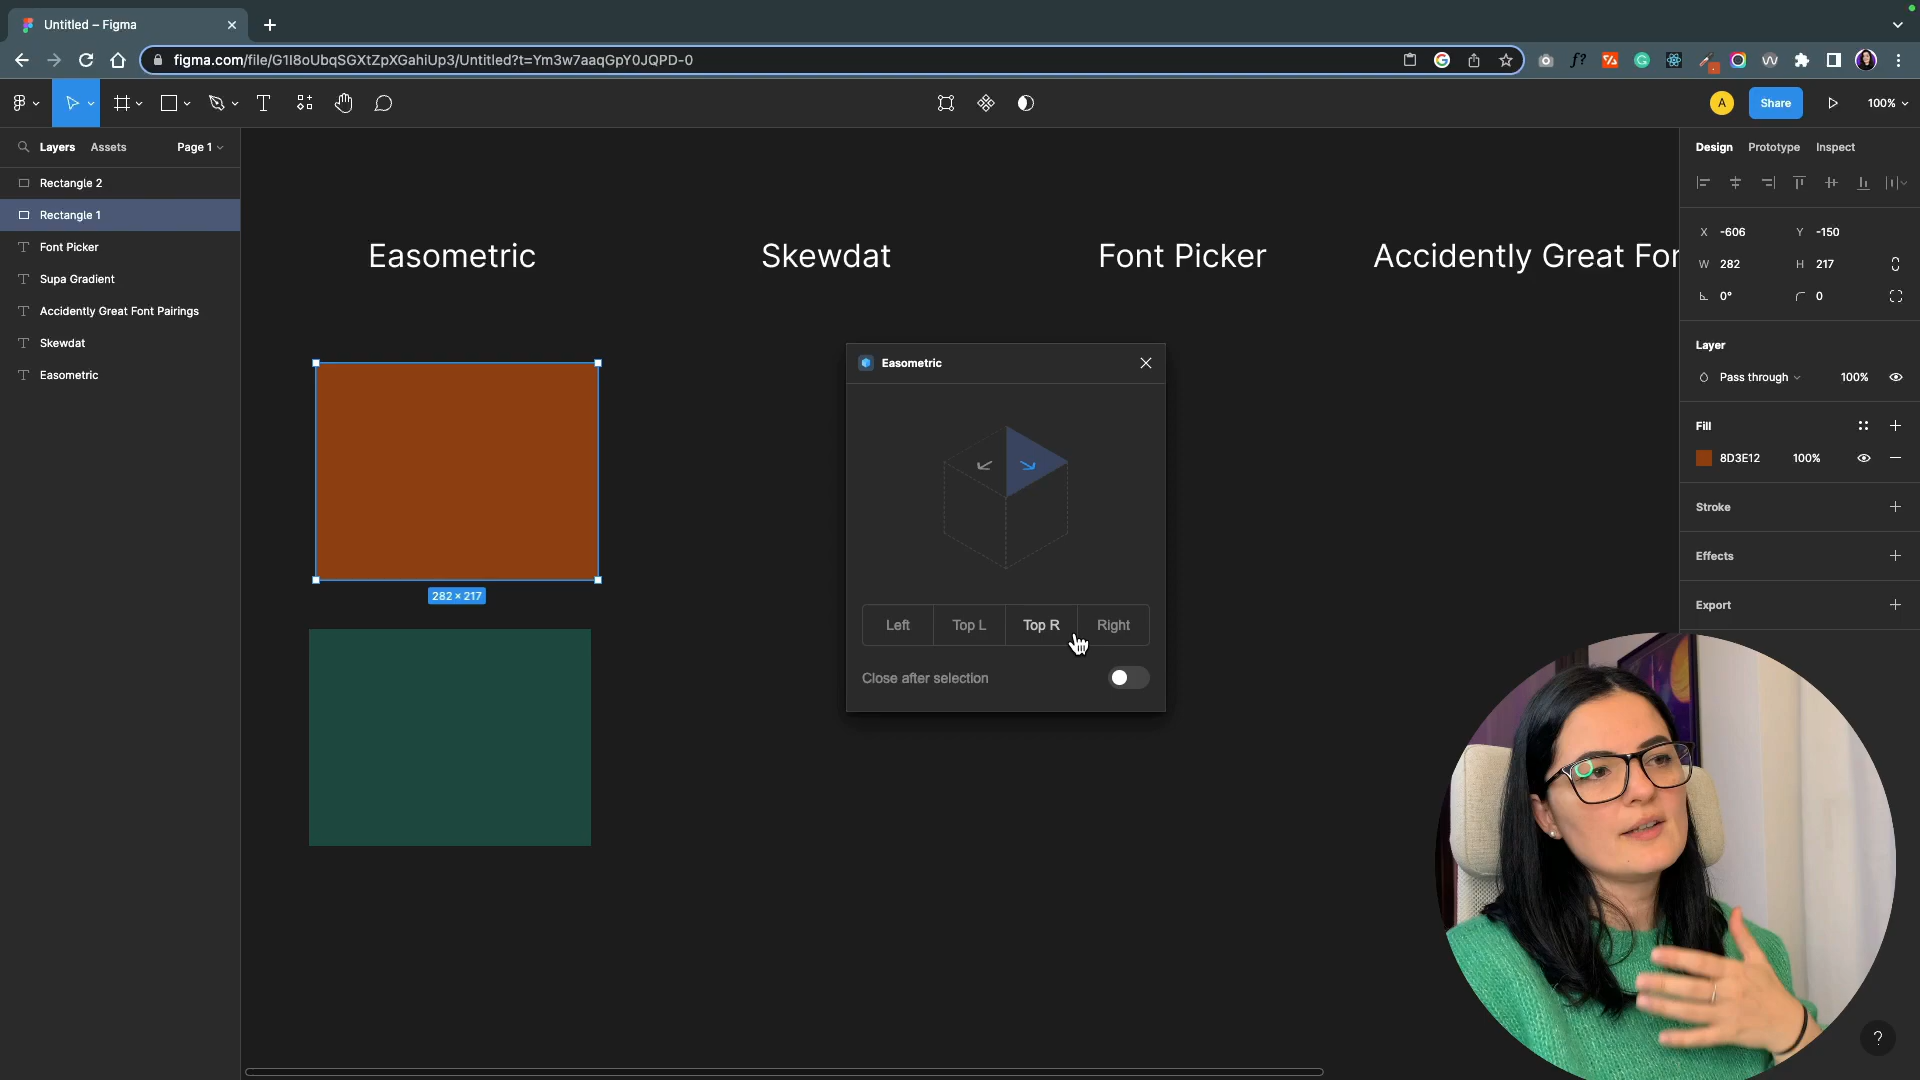 Untitled – Figma
figma.com/file/G1I8oUbqSGXtZpXGahiUp3/Untitled?t=Ym3w7aaqGpY0JQPD-0
A
Share
100%
Layers
Assets
Page 1
Design
Prototype
Inspect
Rectangle 2
Rectangle 1
Font Picker
Supa Gradient
Accidently Great Font Pairings
Skewdat
Easometric
Easometric
Skewdat
Font Picker
Accidently Great For
282 × 217
Easometric
Left
Top L
Top R
Right
Close after selection
X -606
Y -150
W 282
H 217
0°
0
Layer
Pass through
100%
Fill
8D3E12
100%
Stroke
Effects
Export
?